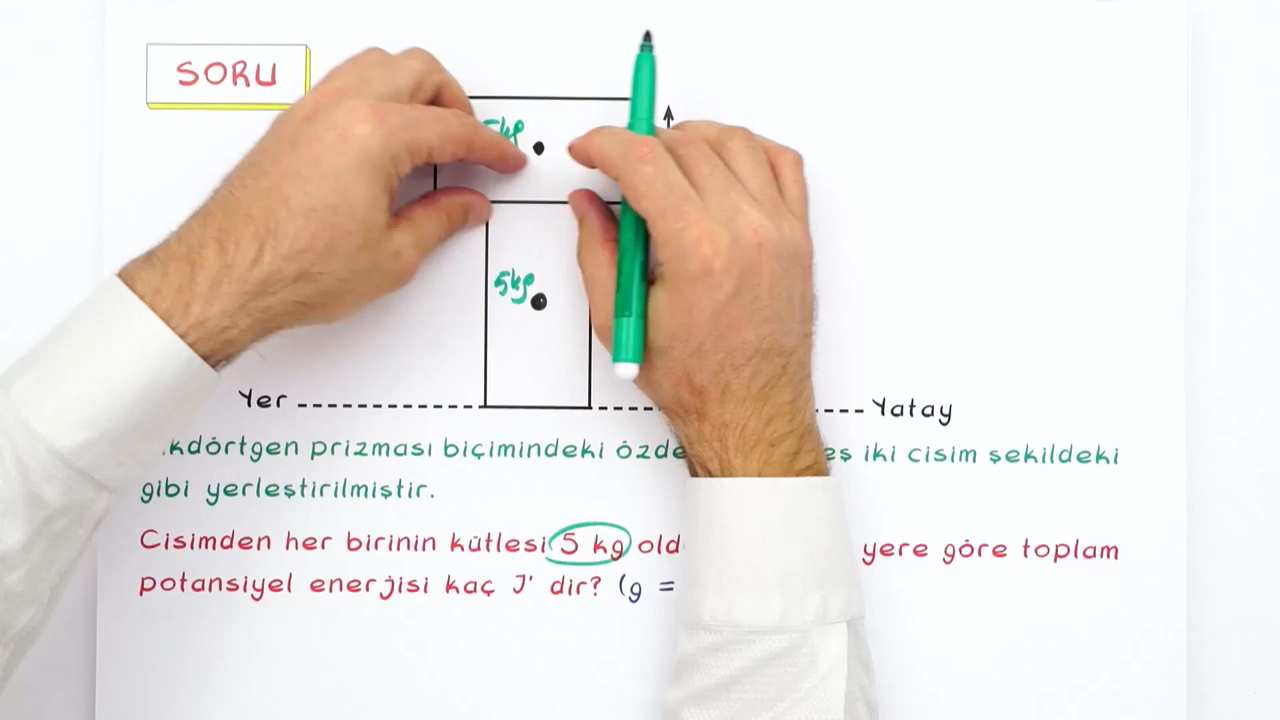 SORU
5kg
Yer
Yatay
kdörtgen prizması biçimindeki özde eş iki cisim şekildeki
gibi yerleştirilmiştir.
Cisimden her birinin kütlesi 5 kg old yere göre toplam
potansiyel enerjisi kaç J' dir? (g =